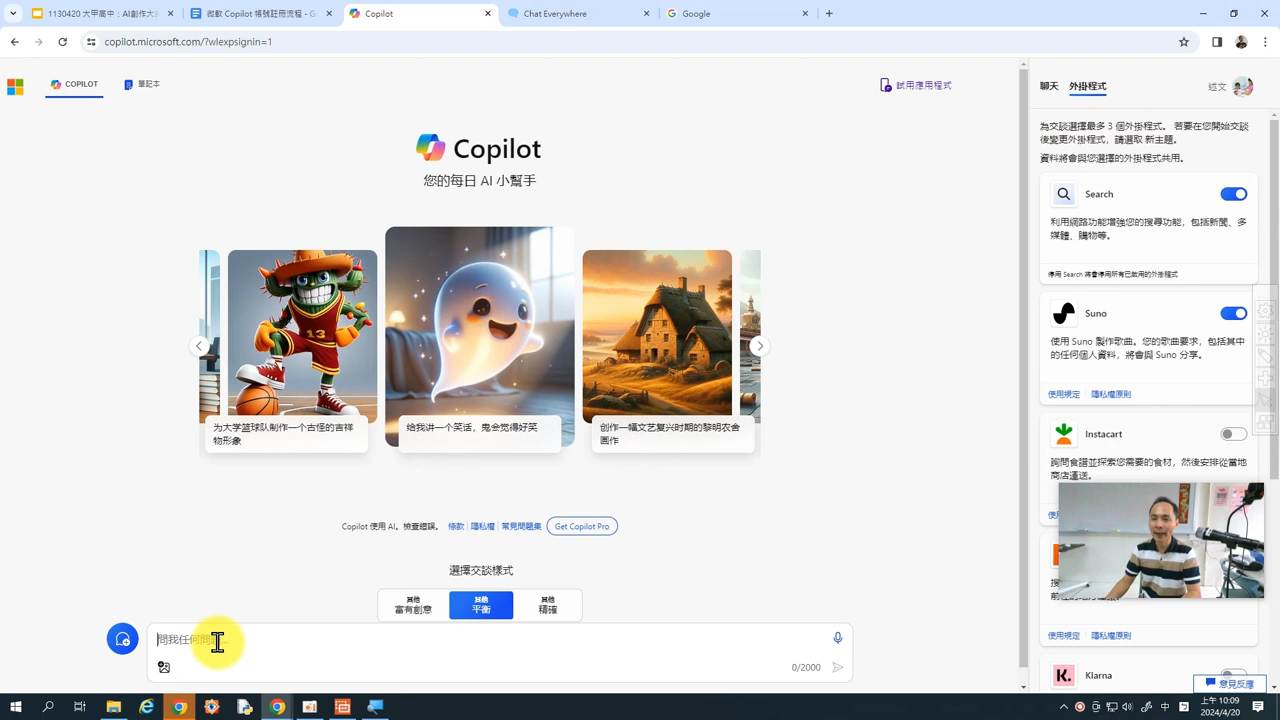 1130420 大甲高中：AI創作大
微軟 Copilot 帳號註冊流程 - G
Copilot
Chat Everywhere
Google
copilot.microsoft.com/?wlexpsignin=1
COPILOT
筆記本
試用應用程式
聊天
外掛程式
述文
Copilot
您的每日 AI 小幫手
為交談選擇最多 3 個外掛程式。若要在您開始交談
後變更外掛程式，請選取 新主題。
資料將會與您選擇的外掛程式共用。
Search
利用網路功能增強您的搜尋功能，包括新聞、多
媒體、購物等。
停用 Search 將會停用所有已啟用的外掛程式
Suno
使用 Suno 製作歌曲。您的歌曲要求，包括其中
的任何個人資料，將會與 Suno 分享。
使用規定
隱私權原則
Instacart
詢問食譜並探索您需要的食材，然後安排從當地
商店運送。
13
为大学篮球队制作一个古怪的吉祥
物形象
给我讲一个笑话，鬼会觉得好笑
创作一幅文艺复兴时期的黎明农舍
画作
Copilot 使用 AI。檢查錯誤。 條款 | 隱私權 | 常見問題集
Get Copilot Pro
選擇交談樣式
其他
富有創意
其他
平衡
其他
精確
問我任何問
0/2000
使用規定
隱私權原則
Klarna
意見反應
中
上午 10:09
2024/4/20